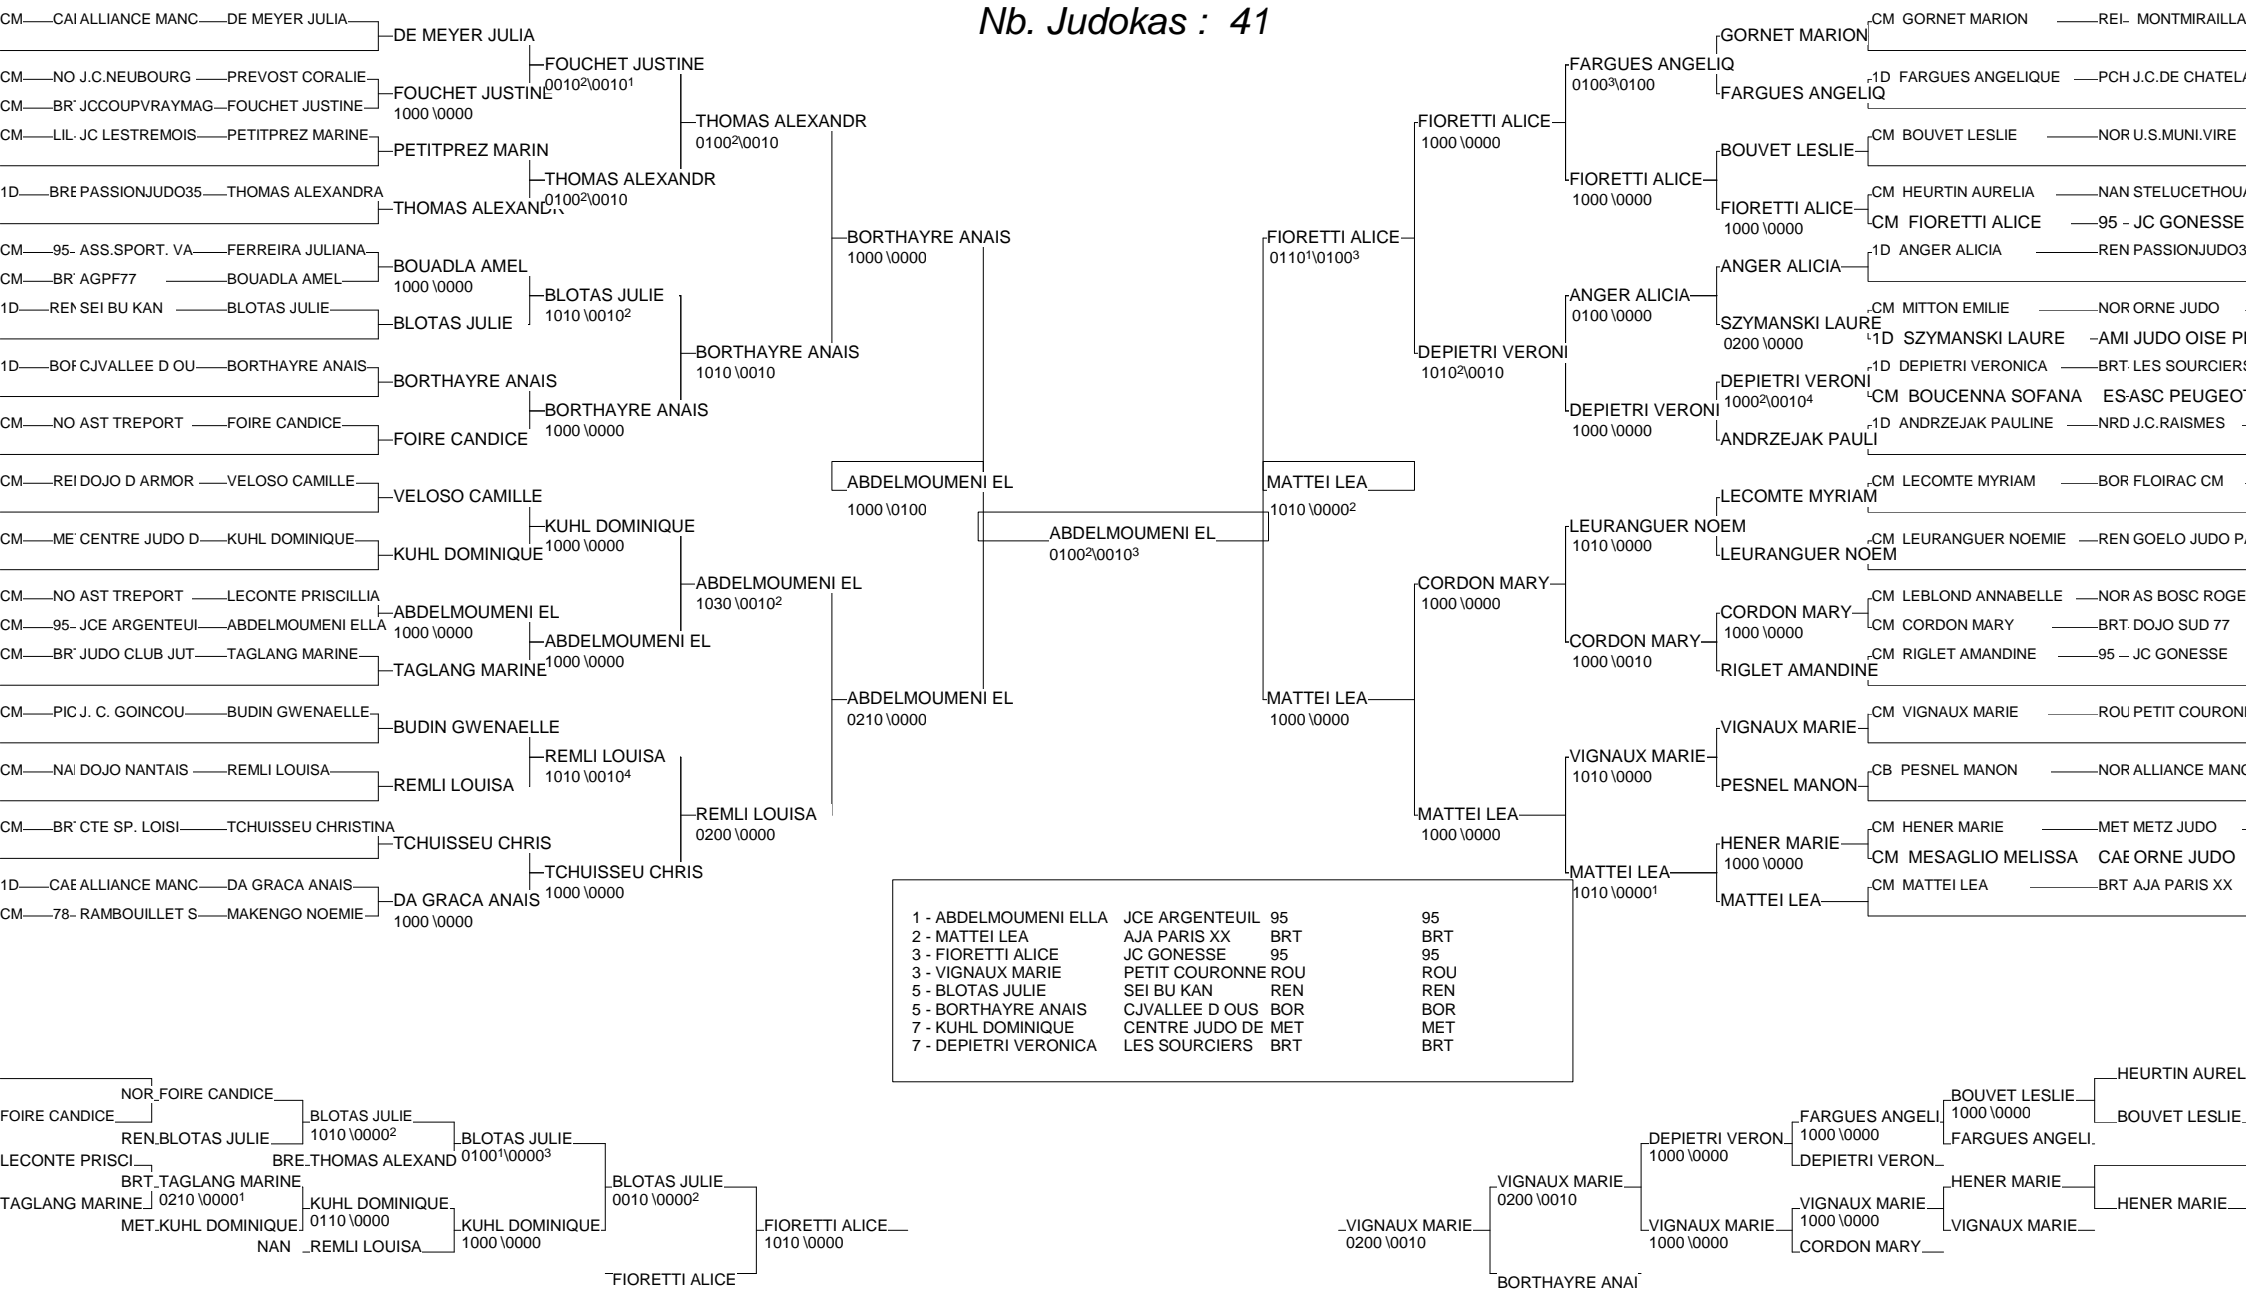 Nb. Judokas : 41
CM CAI ALLIANCE MANC DE MEYER JULIA
DE MEYER JULIA
FOUCHET JUSTINE
0010²\0010¹
CM NO J.C.NEUBOURG PREVOST CORALIE
CM BR JCCOUPVRAYMAG FOUCHET JUSTINE
FOUCHET JUSTINE
1000 \0000
THOMAS ALEXANDR
0100²\0010
CM LIL JC LESTREMOIS PETITPREZ MARINE
PETITPREZ MARIN
THOMAS ALEXANDR
0100²\0010
1D BRE PASSIONJUDO35 THOMAS ALEXANDRA
THOMAS ALEXANDR
BORTHAYRE ANAIS
1000 \0000
CM 95 ASS.SPORT. VA FERREIRA JULIANA
CM BR AGPF77 BOUADLA AMEL
BOUADLA AMEL
1000 \0000
BLOTAS JULIE
1010 \0010²
1D REN SEI BU KAN BLOTAS JULIE
BLOTAS JULIE
BORTHAYRE ANAIS
1010 \0010
1D BOF CJVALLEE D OU BORTHAYRE ANAIS
BORTHAYRE ANAIS
BORTHAYRE ANAIS
1000 \0000
CM NO AST TREPORT FOIRE CANDICE
FOIRE CANDICE
ABDELMOUMENI EL
1000 \0100
CM REI DOJO D ARMOR VELOSO CAMILLE
VELOSO CAMILLE
KUHL DOMINIQUE
1000 \0000
CM ME CENTRE JUDO D KUHL DOMINIQUE
KUHL DOMINIQUE
ABDELMOUMENI EL
1030 \0010²
CM NO AST TREPORT LECONTE PRISCILLIA
CM 95 JCE ARGENTEUI ABDELMOUMENI ELLA
ABDELMOUMENI EL
1000 \0000
ABDELMOUMENI EL
1000 \0000
CM BR JUDO CLUB JUT TAGLANG MARINE
TAGLANG MARINE
ABDELMOUMENI EL
0210 \0000
CM PIC J. C. GOINCOU BUDIN GWENAELLE
BUDIN GWENAELLE
REMLI LOUISA
1010 \0010⁴
CM NAI DOJO NANTAIS REMLI LOUISA
REMLI LOUISA
REMLI LOUISA
0200 \0000
CM BR CTE SP. LOISI TCHUISSEU CHRISTINA
TCHUISSEU CHRIS
TCHUISSEU CHRIS
1000 \0000
1D CAE ALLIANCE MANC DA GRACA ANAIS
CM 78 RAMBOUILLET S MAKENGO NOEMIE
DA GRACA ANAIS
1000 \0000
ABDELMOUMENI EL
0100²\0010³
CM GORNET MARION REI MONTMIRAILLA
GORNET MARION
FARGUES ANGELIQ
0100³\0100
1D FARGUES ANGELIQUE PCH J.C.DE CHATELA
FARGUES ANGELIQ
FIORETTI ALICE
1000 \0000
CM BOUVET LESLIE NOR U.S.MUNI.VIRE
BOUVET LESLIE
FIORETTI ALICE
1000 \0000
CM HEURTIN AURELIA NAN STELUCETHOUA
CM FIORETTI ALICE 95 JC GONESSE
FIORETTI ALICE
1000 \0000
FIORETTI ALICE
0110¹\0100³
1D ANGER ALICIA REN PASSIONJUDO3
ANGER ALICIA
ANGER ALICIA
0100 \0000
CM MITTON EMILIE NOR ORNE JUDO
1D SZYMANSKI LAURE AMI JUDO OISE P
SZYMANSKI LAURE
0200 \0000
DEPIETRI VERONI
1010²\0010
1D DEPIETRI VERONICA BRT LES SOURCIERS
CM BOUCENNA SOFANA ES ASC PEUGEOT
DEPIETRI VERONI
1000²\0010⁴
DEPIETRI VERONI
1000 \0000
1D ANDRZEJAK PAULINE NRD J.C.RAISMES
ANDRZEJAK PAULI
MATTEI LEA
1010 \0000²
CM LECOMTE MYRIAM BOR FLOIRAC CM
LECOMTE MYRIAM
LEURANGUER NOEM
1010 \0000
CM LEURANGUER NOEMIE REN GOELO JUDO PA
LEURANGUER NOEM
CORDON MARY
1000 \0000
CM LEBLOND ANNABELLE NOR AS BOSC ROGE
CM CORDON MARY BRT DOJO SUD 77
CORDON MARY
1000 \0000
CORDON MARY
1000 \0010
CM RIGLET AMANDINE 95 JC GONESSE
RIGLET AMANDINE
MATTEI LEA
1000 \0000
CM VIGNAUX MARIE ROU PETIT COURON
VIGNAUX MARIE
VIGNAUX MARIE
1010 \0000
CB PESNEL MANON NOR ALLIANCE MANC
PESNEL MANON
MATTEI LEA
1000 \0000
CM HENER MARIE MET METZ JUDO
CM MESAGLIO MELISSA CAE ORNE JUDO
HENER MARIE
1000 \0000
MATTEI LEA
1010 \0000¹
CM MATTEI LEA BRT AJA PARIS XX
MATTEI LEA
1 - ABDELMOUMENI ELLA JCE ARGENTEUIL 95 95
2 - MATTEI LEA AJA PARIS XX BRT BRT
3 - FIORETTI ALICE JC GONESSE 95 95
3 - VIGNAUX MARIE PETIT COURONNE ROU ROU
5 - BLOTAS JULIE SEI BU KAN REN REN
5 - BORTHAYRE ANAIS CJVALLEE D OUS BOR BOR
7 - KUHL DOMINIQUE CENTRE JUDO DE MET MET
7 - DEPIETRI VERONICA LES SOURCIERS BRT BRT
NOR FOIRE CANDICE
FOIRE CANDICE
BLOTAS JULIE
1010 \0000²
REN BLOTAS JULIE
BLOTAS JULIE
0100¹\0000³
LECONTE PRISCI
BRE THOMAS ALEXAND
BRT TAGLANG MARINE
0210 \0000¹
BLOTAS JULIE
0010 \0000²
TAGLANG MARINE
KUHL DOMINIQUE
0110 \0000
MET KUHL DOMINIQUE
KUHL DOMINIQUE
1000 \0000
NAN REMLI LOUISA
FIORETTI ALICE
1010 \0000
FIORETTI ALICE
HEURTIN AUREL
BOUVET LESLIE
1000 \0000
BOUVET LESLIE
FARGUES ANGELI
1000 \0000
FARGUES ANGELI
DEPIETRI VERON
1000 \0000
DEPIETRI VERON
VIGNAUX MARIE
0200 \0010
HENER MARIE
HENER MARIE
VIGNAUX MARIE
1000 \0000
VIGNAUX MARIE
VIGNAUX MARIE
1000 \0000
CORDON MARY
VIGNAUX MARIE
0200 \0010
BORTHAYRE ANAI